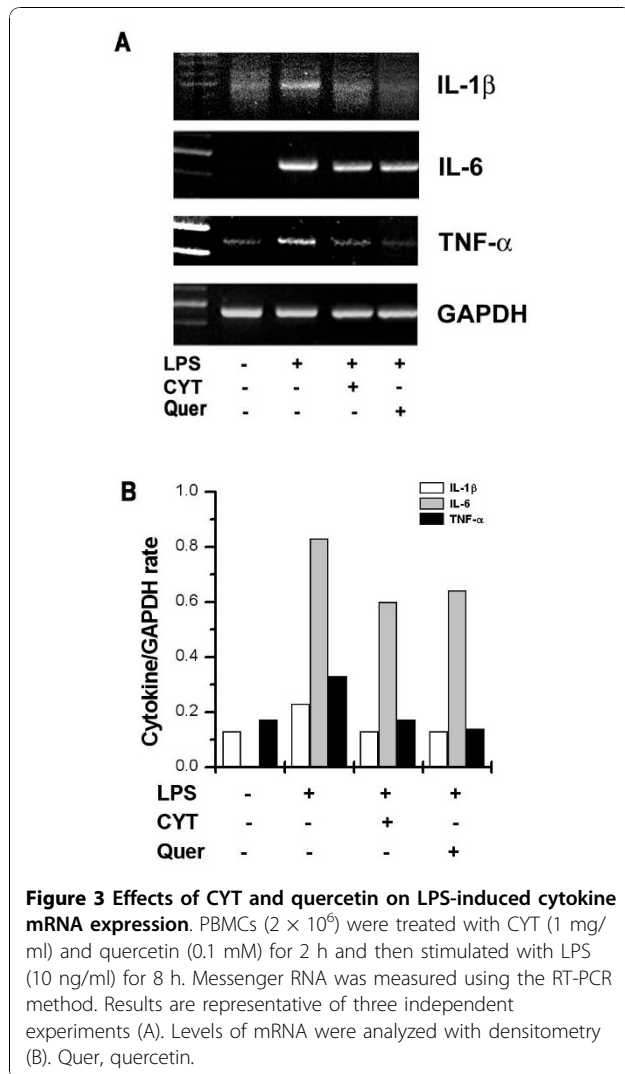 A
IL-1β
IL-6
TNF-α
GAPDH
LPS - + + +
CYT - - + -
Quer - - - +
B
1.0
0.8
0.6
0.4
0.2
0.0
Cytokine/GAPDH rate
IL-1β
IL-6
TNF-α
LPS - + + +
CYT - - + -
Quer - - - +
Figure 3 Effects of CYT and quercetin on LPS-induced cytokine
mRNA expression. PBMCs (2 × 10⁶) were treated with CYT (1 mg/
ml) and quercetin (0.1 mM) for 2 h and then stimulated with LPS
(10 ng/ml) for 8 h. Messenger RNA was measured using the RT-PCR
method. Results are representative of three independent
experiments (A). Levels of mRNA were analyzed with densitometry
(B). Quer, quercetin.